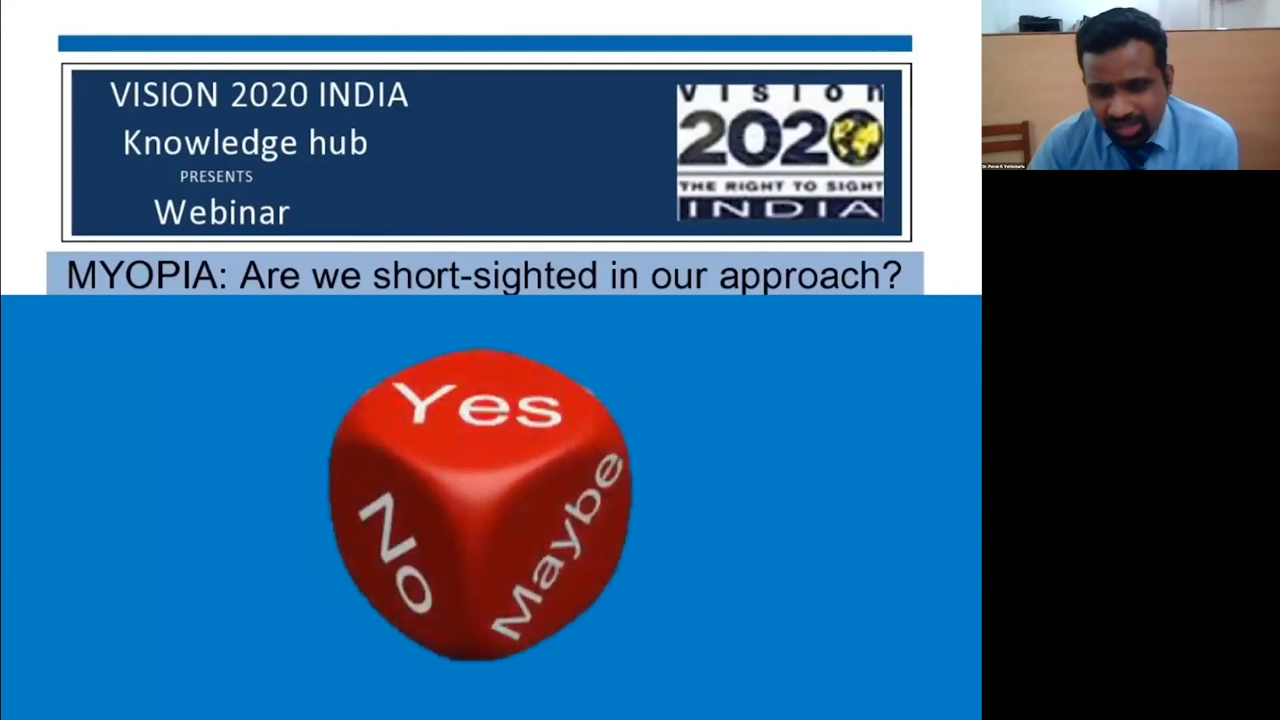 VISION 2020 INDIA
Knowledge hub
PRESENTS
Webinar
vision
2020
THE RIGHT TO SIGHT
INDIA
MYOPIA: Are we short-sighted in our approach?
Yes
No
Maybe